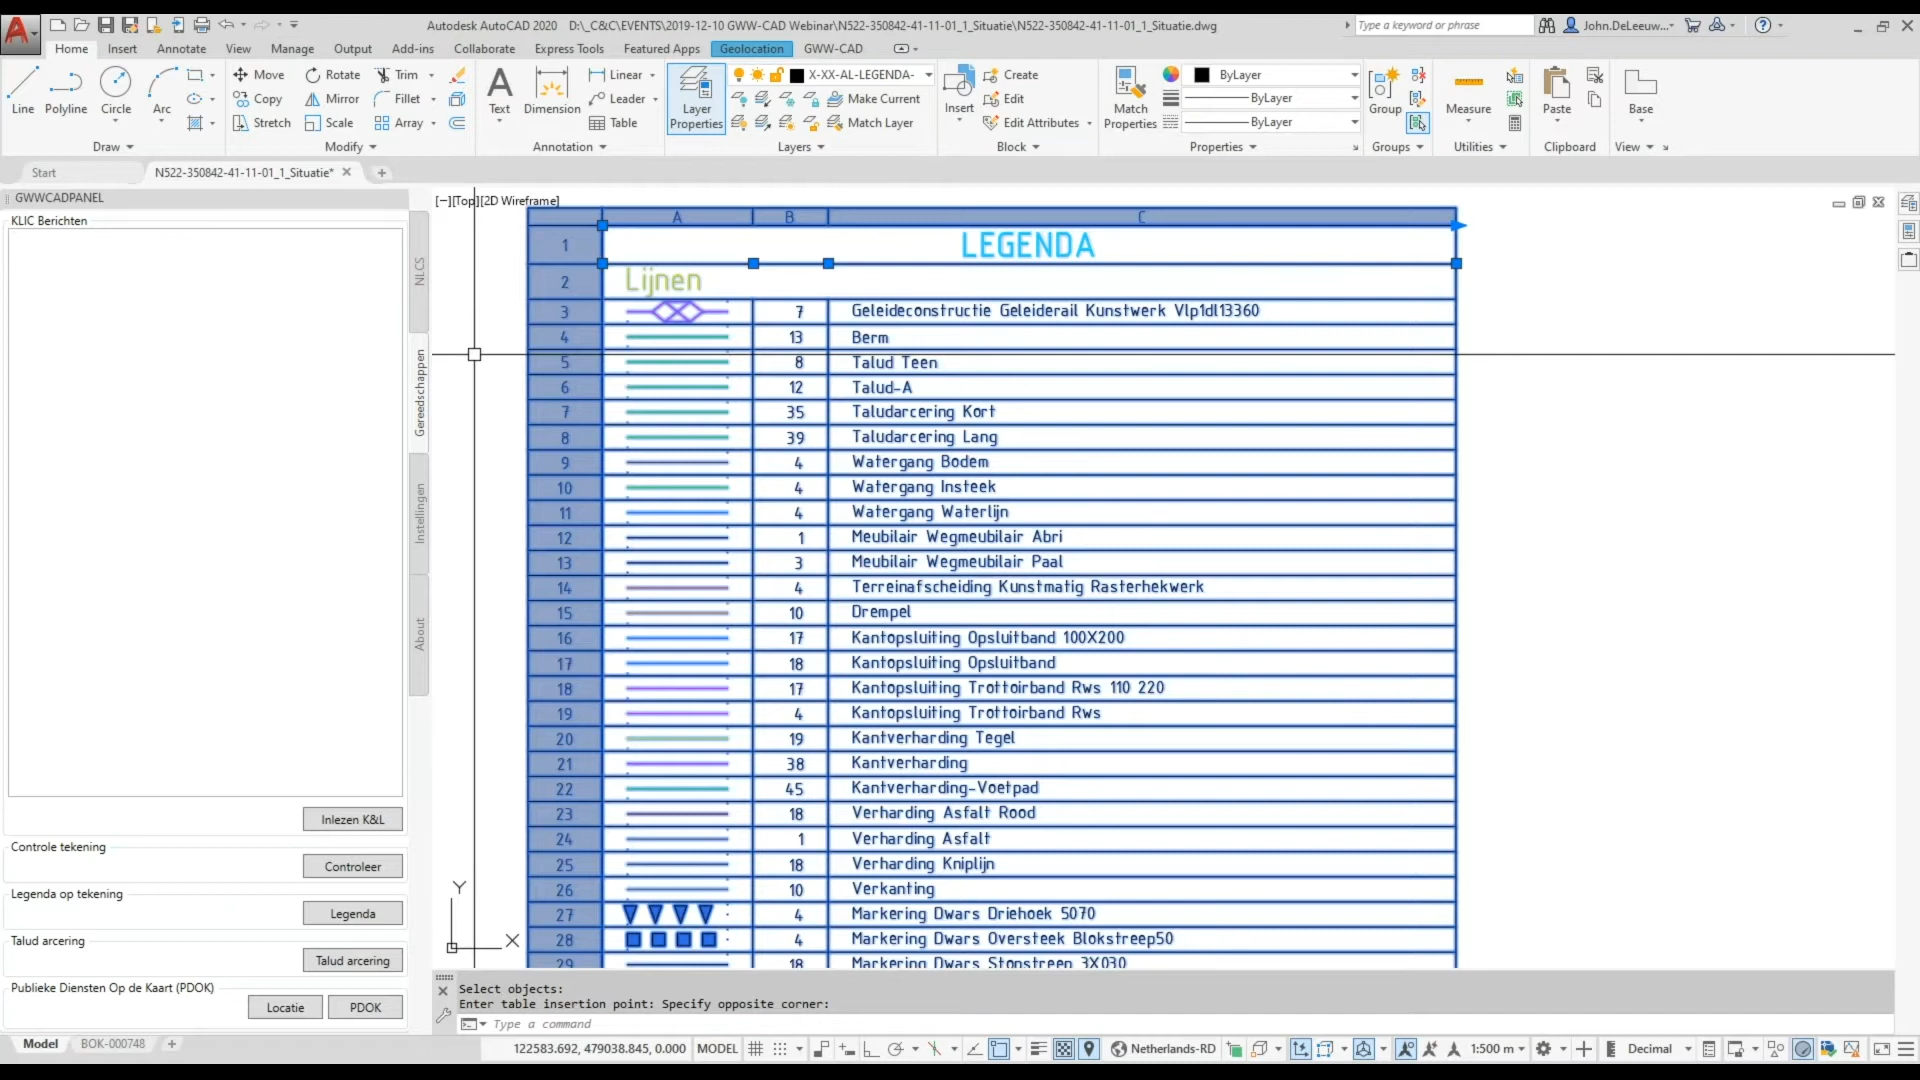 Autodesk AutoCAD 2020 D:\_C&C\EVENTS\2019-12-10 GWW-CAD Webinar\N522-350842-41-11-01_1_Situatie\N522-350842-41-11-01_1_Situatie.dwg
Type a keyword or phrase
John.DeLeeuw...
Home Insert Annotate View Manage Output Add-ins Collaborate Express Tools Featured Apps Geolocation GWW-CAD
Line Polyline Circle Arc
Move Rotate Trim
Copy Mirror Fillet
Stretch Scale Array
Text Dimension
Linear
Leader
Table
Layer Properties
X-XX-AL-LEGENDA-
Make Current
Match Layer
Insert
Create
Edit
Edit Attributes
Match Properties
ByLayer
ByLayer
ByLayer
Group
Measure
Paste
Base
Draw Modify Annotation Layers Block Properties Groups Utilities Clipboard View
Start N522-350842-41-11-01_1_Situatie*
GWWCADPANEL
KLIC Berichten
NLCS
Gereedschappen
Instellingen
About
Inlezen K&L
Controle tekening
Controleer
Legenda op tekening
Legenda
Talud arcering
Talud arcering
Publieke Diensten Op de Kaart (PDOK)
Locatie PDOK
[−][Top][2D Wireframe]
A B C
1 LEGENDA
2 Lijnen
3 7 Geleideconstructie Geleiderail Kunstwerk Vlp1dl13360
4 13 Berm
5 8 Talud Teen
6 12 Talud-A
7 35 Taludarcering Kort
8 39 Taludarcering Lang
9 4 Watergang Bodem
10 4 Watergang Insteek
11 4 Watergang Waterlijn
12 1 Meubilair Wegmeubilair Abri
13 3 Meubilair Wegmeubilair Paal
14 4 Terreinafscheiding Kunstmatig Rasterhekwerk
15 10 Drempel
16 17 Kantopsluiting Opsluitband 100X200
17 18 Kantopsluiting Opsluitband
18 17 Kantopsluiting Trottoirband Rws 110 220
19 4 Kantopsluiting Trottoirband Rws
20 19 Kantverharding Tegel
21 38 Kantverharding
22 45 Kantverharding-Voetpad
23 18 Verharding Asfalt Rood
24 1 Verharding Asfalt
25 18 Verharding Kniplijn
26 10 Verkanting
27 4 Markering Dwars Driehoek 5070
28 4 Markering Dwars Oversteek Blokstreep50
29 18 Markering Dwars Stopstreep 3X030
Y
X
Select objects:
Enter table insertion point: Specify opposite corner:
Type a command
Model BOK-000748
122583.692, 479038.845, 0.000 MODEL Netherlands-RD 1:500 m Decimal